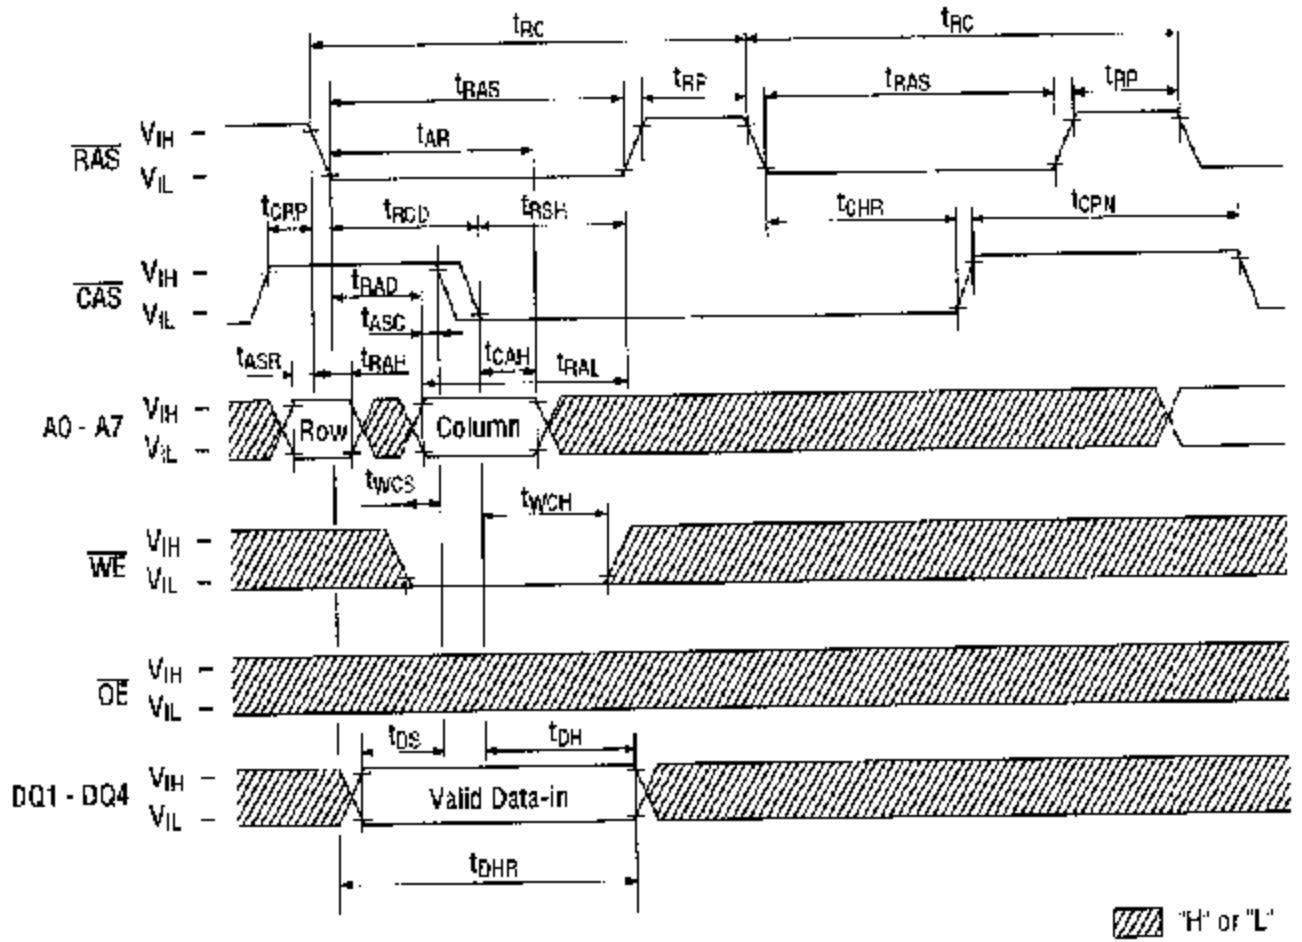 tRC tRC
tRAS tRP tRAS tRP
RAS VIH – tAR
VIL –
tCRP tRCD tRSH tCHR tCPN
CAS VIH – tRAD
VIL – tASC
tASR tRAH tCAH tRAL
A0 - A7 VIH – Row Column
VIL –
tWCS tWCH
WE VIH –
VIL –
OE VIH –
VIL –
tDS tDH
DQ1 - DQ4 VIH – Valid Data-in
VIL –
tDHR
"H" or "L"